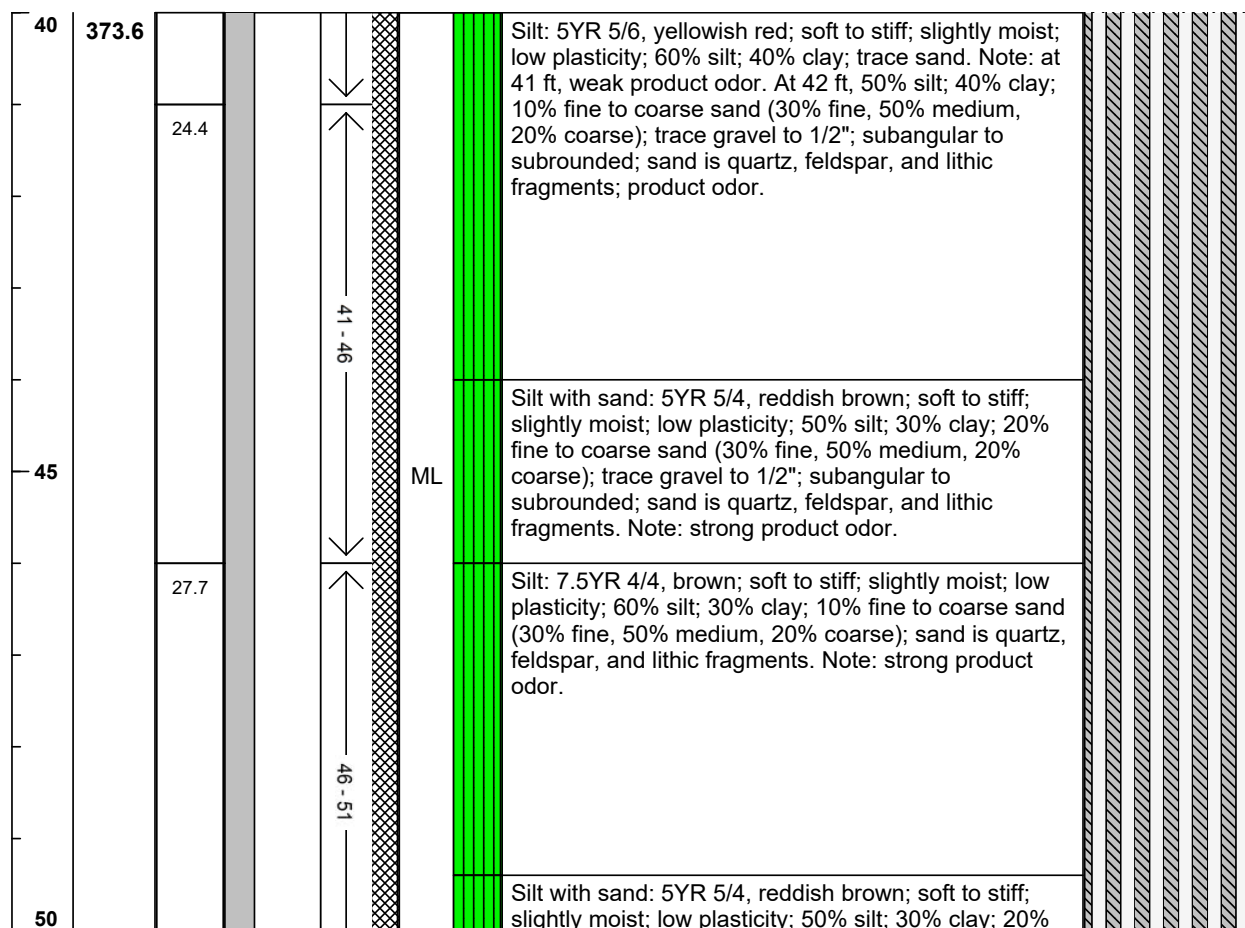 40
373.6
Silt: 5YR 5/6, yellowish red; soft to stiff; slightly moist;
low plasticity; 60% silt; 40% clay; trace sand. Note: at
41 ft, weak product odor. At 42 ft, 50% silt; 40% clay;
10% fine to coarse sand (30% fine, 50% medium,
20% coarse); trace gravel to 1/2"; subangular to
subrounded; sand is quartz, feldspar, and lithic
fragments; product odor.
24.4
41 - 46
Silt with sand: 5YR 5/4, reddish brown; soft to stiff;
slightly moist; low plasticity; 50% silt; 30% clay; 20%
fine to coarse sand (30% fine, 50% medium, 20%
coarse); trace gravel to 1/2"; subangular to
subrounded; sand is quartz, feldspar, and lithic
fragments. Note: strong product odor.
45
ML
27.7
Silt: 7.5YR 4/4, brown; soft to stiff; slightly moist; low
plasticity; 60% silt; 30% clay; 10% fine to coarse sand
(30% fine, 50% medium, 20% coarse); sand is quartz,
feldspar, and lithic fragments. Note: strong product
odor.
46 - 51
Silt with sand: 5YR 5/4, reddish brown; soft to stiff;
slightly moist; low plasticity; 50% silt; 30% clay; 20%
50